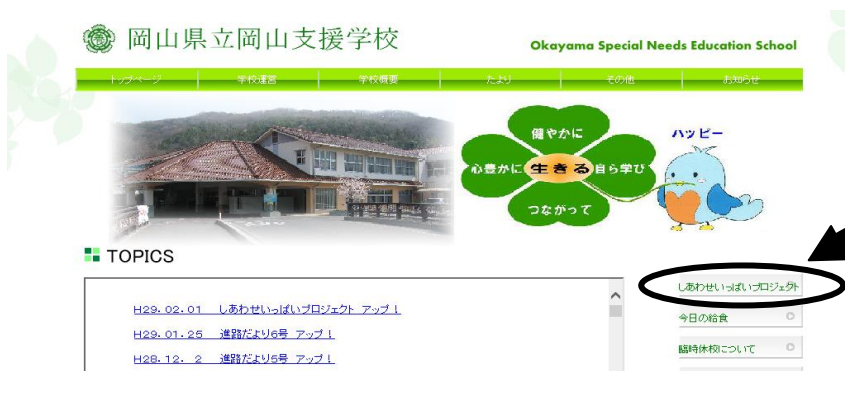 岡山県立岡山支援学校
Okayama Special Needs Education School
トップページ 学校運営 学校概要 たより その他 お知らせ
健やかに
心豊かに 生きる 自ら学び
つながって
ハッピー
TOPICS
H29.02.01 しあわせいっぱいプロジェクト アップ！
H29.01.25 進路だより6号 アップ！
H28.12. 2 進路だより5号 アップ！
しあわせいっぱいプロジェクト
今日の給食
臨時休校について